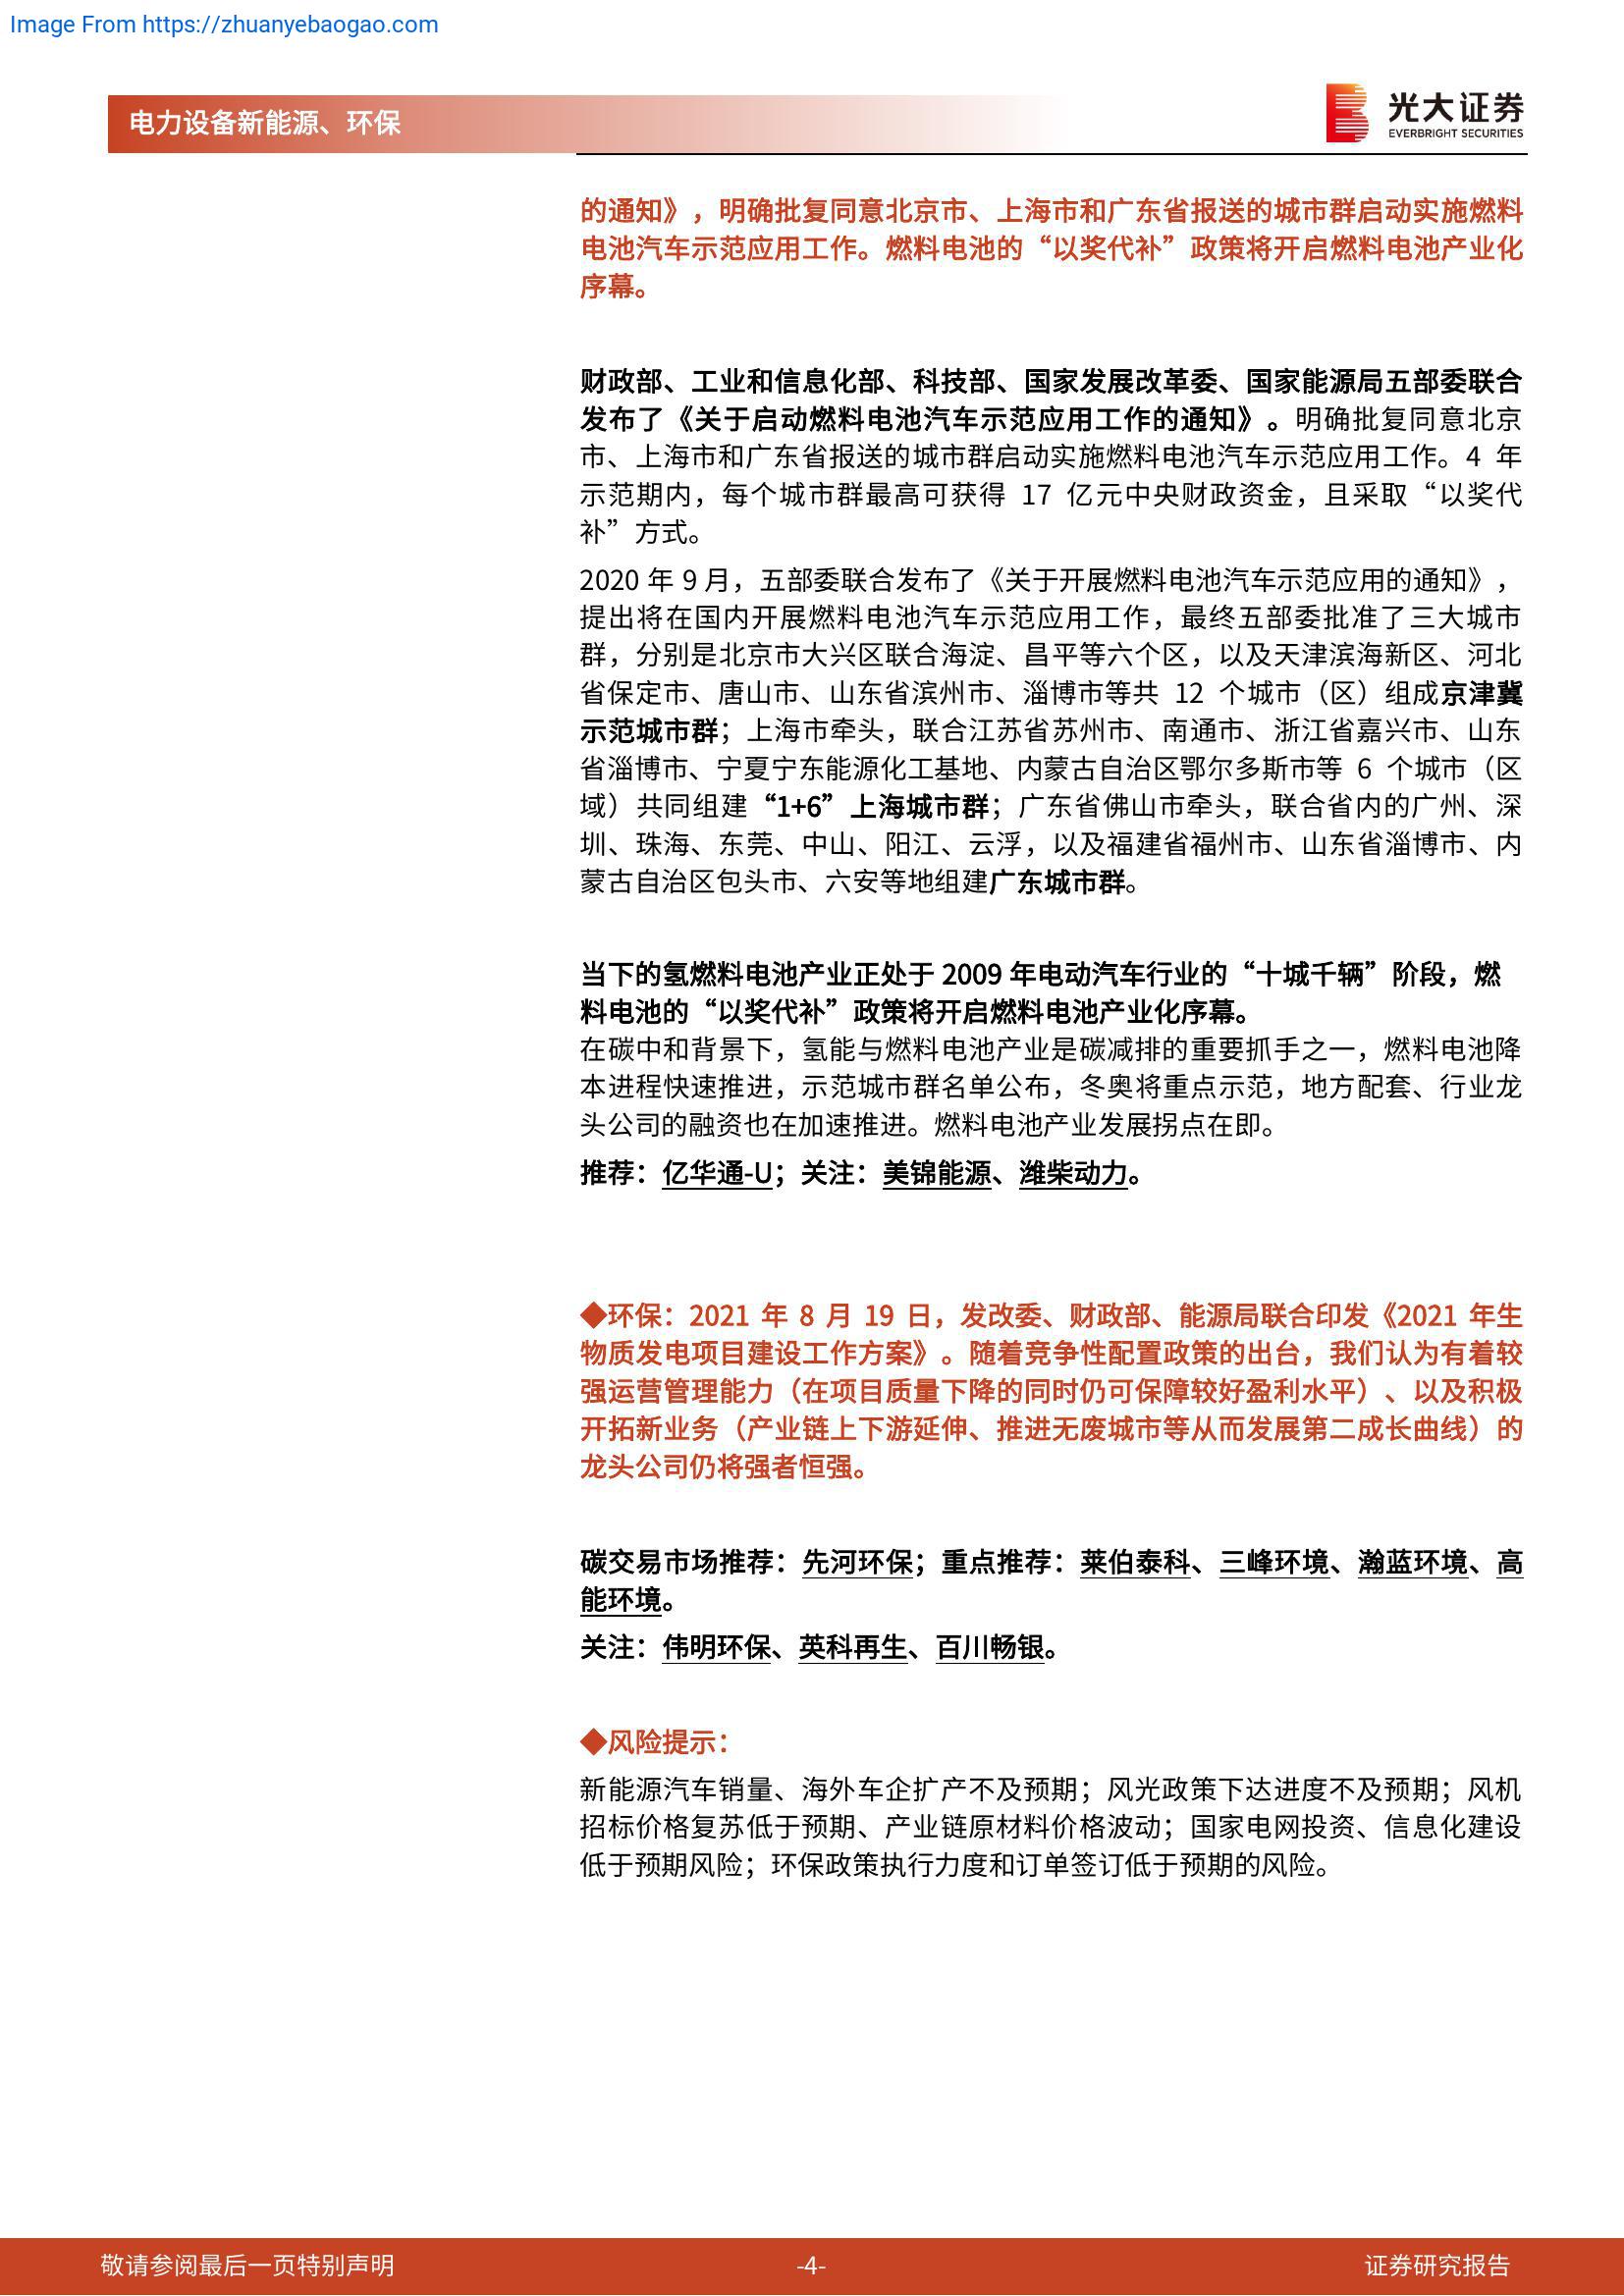 Image From https://zhuanyebaogao.com
电力设备新能源、环保
光大证券
EVERBRIGHT SECURITIES
的通知》，明确批复同意北京市、上海市和广东省报送的城市群启动实施燃料
电池汽车示范应用工作。燃料电池的“以奖代补”政策将开启燃料电池产业化
序幕。
财政部、工业和信息化部、科技部、国家发展改革委、国家能源局五部委联合
发布了《关于启动燃料电池汽车示范应用工作的通知》。明确批复同意北京
市、上海市和广东省报送的城市群启动实施燃料电池汽车示范应用工作。4 年
示范期内，每个城市群最高可获得 17 亿元中央财政资金，且采取“以奖代
补”方式。
2020 年 9 月，五部委联合发布了《关于开展燃料电池汽车示范应用的通知》，
提出将在国内开展燃料电池汽车示范应用工作，最终五部委批准了三大城市
群，分别是北京市大兴区联合海淀、昌平等六个区，以及天津滨海新区、河北
省保定市、唐山市、山东省滨州市、淄博市等共 12 个城市（区）组成京津冀
示范城市群；上海市牵头，联合江苏省苏州市、南通市、浙江省嘉兴市、山东
省淄博市、宁夏宁东能源化工基地、内蒙古自治区鄂尔多斯市等 6 个城市（区
域）共同组建“1+6”上海城市群；广东省佛山市牵头，联合省内的广州、深
圳、珠海、东莞、中山、阳江、云浮，以及福建省福州市、山东省淄博市、内
蒙古自治区包头市、六安等地组建广东城市群。
当下的氢燃料电池产业正处于 2009 年电动汽车行业的“十城千辆”阶段，燃
料电池的“以奖代补”政策将开启燃料电池产业化序幕。
在碳中和背景下，氢能与燃料电池产业是碳减排的重要抓手之一，燃料电池降
本进程快速推进，示范城市群名单公布，冬奥将重点示范，地方配套、行业龙
头公司的融资也在加速推进。燃料电池产业发展拐点在即。
推荐：亿华通-U；关注：美锦能源、潍柴动力。
◆环保：2021 年 8 月 19 日，发改委、财政部、能源局联合印发《2021 年生
物质发电项目建设工作方案》。随着竞争性配置政策的出台，我们认为有着较
强运营管理能力（在项目质量下降的同时仍可保障较好盈利水平）、以及积极
开拓新业务（产业链上下游延伸、推进无废城市等从而发展第二成长曲线）的
龙头公司仍将强者恒强。
碳交易市场推荐：先河环保；重点推荐：莱伯泰科、三峰环境、瀚蓝环境、高
能环境。
关注：伟明环保、英科再生、百川畅银。
◆风险提示：
新能源汽车销量、海外车企扩产不及预期；风光政策下达进度不及预期；风机
招标价格复苏低于预期、产业链原材料价格波动；国家电网投资、信息化建设
低于预期风险；环保政策执行力度和订单签订低于预期的风险。
敬请参阅最后一页特别声明
-4-
证券研究报告